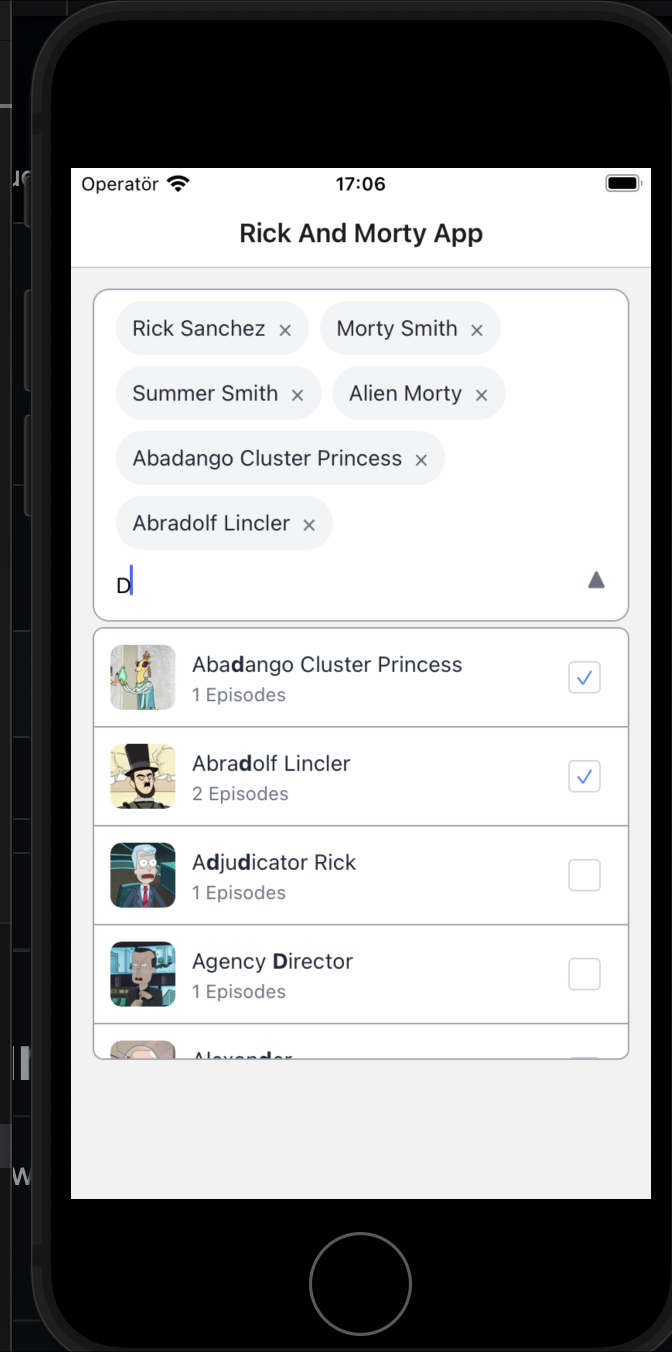 Operatör 17:06
Rick And Morty App
Rick Sanchez × Morty Smith ×
Summer Smith × Alien Morty ×
Abadango Cluster Princess ×
Abradolf Lincler ×
D
Abadango Cluster Princess
1 Episodes
Abradolf Lincler
2 Episodes
Adjudicator Rick
1 Episodes
Agency Director
1 Episodes
Alexander